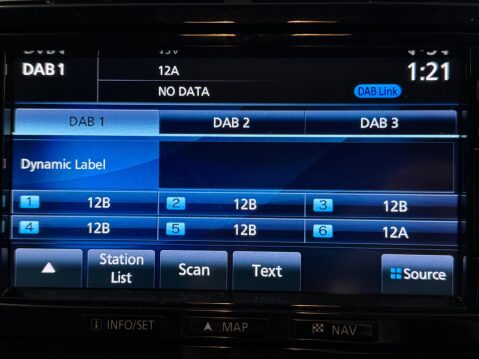 DAB 1
12A
1:21
NO DATA
DAB Link
DAB 1
DAB 2
DAB 3
Dynamic Label
1 12B
2 12B
3 12B
4 12B
5 12B
6 12A
Station List
Scan
Text
Source
i INFO/SET
MAP
NAV